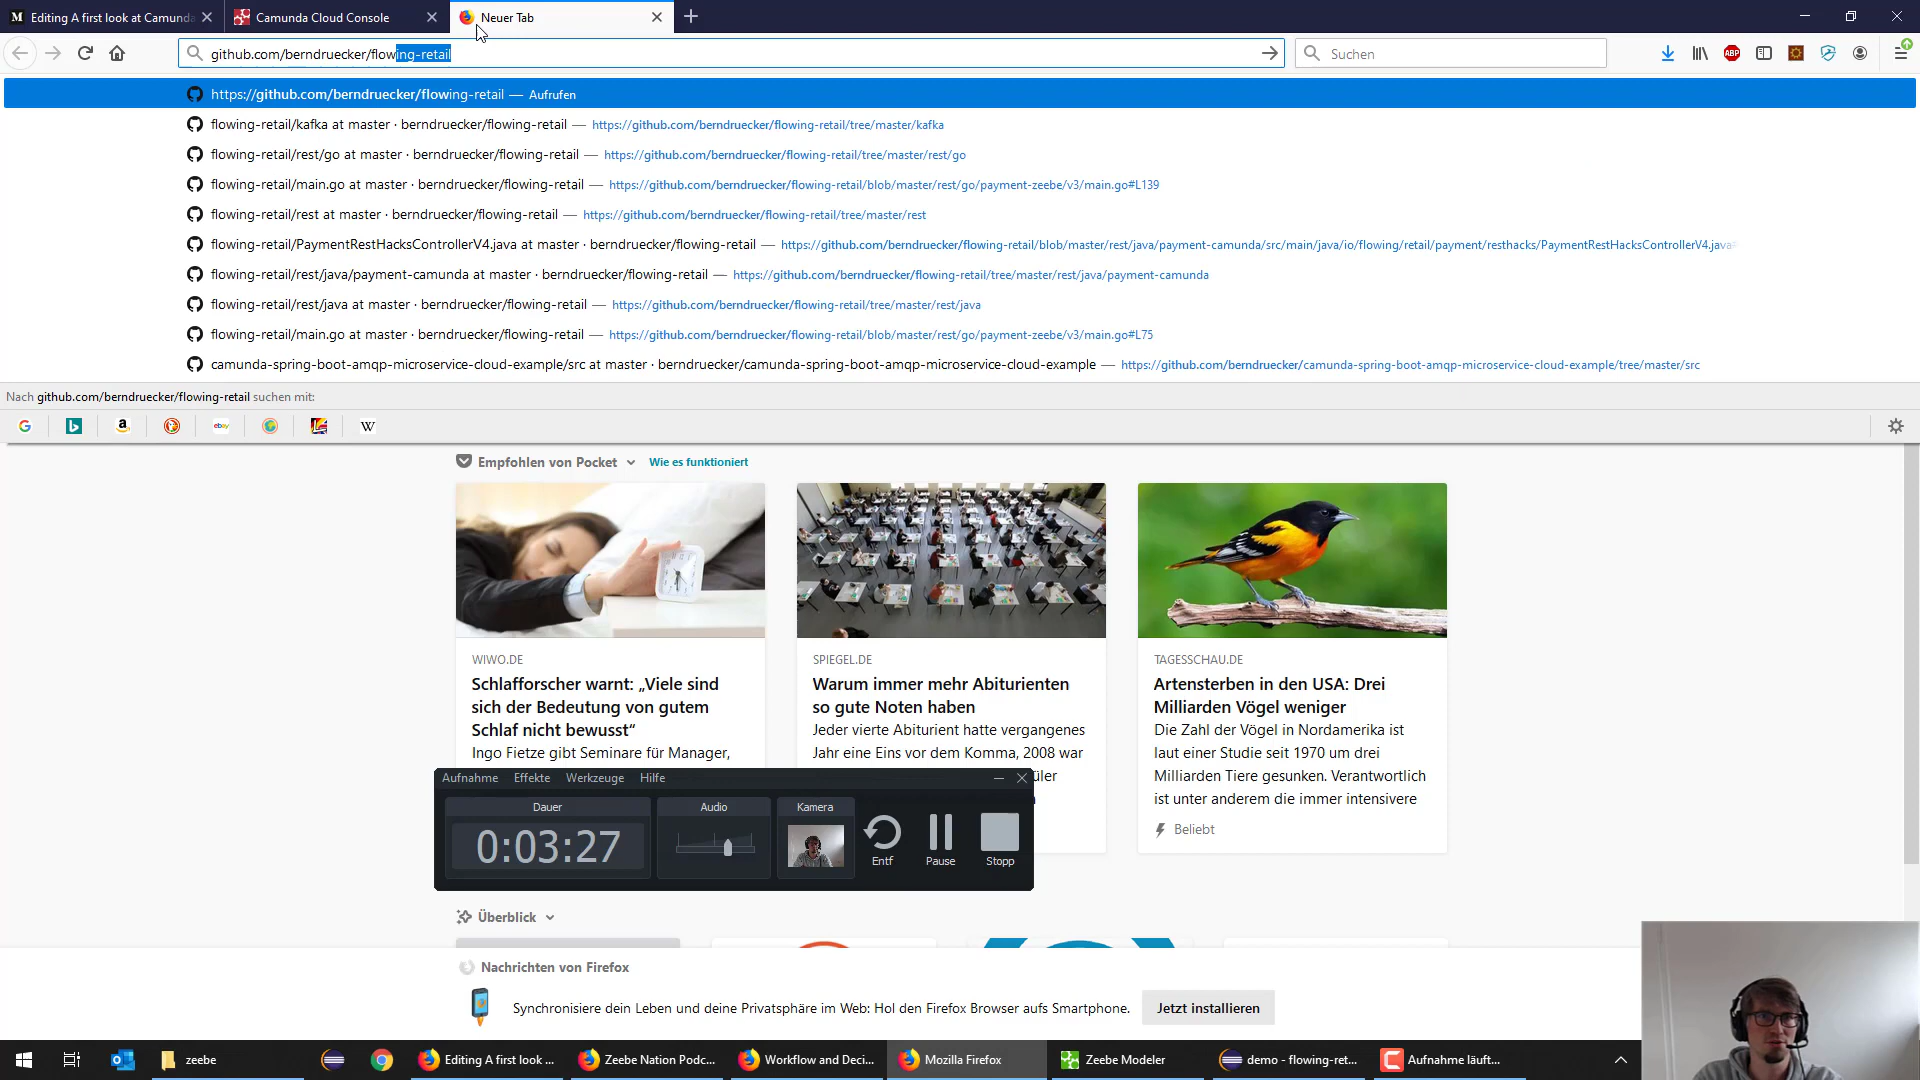 Editing A first look at Camunda
Camunda Cloud Console
Neuer Tab
github.com/berndruecker/flowing-retail
Suchen
ABP
https://github.com/berndruecker/flowing-retail — Aufrufen
flowing-retail/kafka at master · berndruecker/flowing-retail — https://github.com/berndruecker/flowing-retail/tree/master/kafka
flowing-retail/rest/go at master · berndruecker/flowing-retail — https://github.com/berndruecker/flowing-retail/tree/master/rest/go
flowing-retail/main.go at master · berndruecker/flowing-retail — https://github.com/berndruecker/flowing-retail/blob/master/rest/go/payment-zeebe/v3/main.go#L139
flowing-retail/rest at master · berndruecker/flowing-retail — https://github.com/berndruecker/flowing-retail/tree/master/rest
flowing-retail/PaymentRestHacksControllerV4.java at master · berndruecker/flowing-retail — https://github.com/berndruecker/flowing-retail/blob/master/rest/java/payment-camunda/src/main/java/io/flowing/retail/payment/resthacks/PaymentRestHacksControllerV4.java
flowing-retail/rest/java/payment-camunda at master · berndruecker/flowing-retail — https://github.com/berndruecker/flowing-retail/tree/master/rest/java/payment-camunda
flowing-retail/rest/java at master · berndruecker/flowing-retail — https://github.com/berndruecker/flowing-retail/tree/master/rest/java
flowing-retail/main.go at master · berndruecker/flowing-retail — https://github.com/berndruecker/flowing-retail/blob/master/rest/go/payment-zeebe/v3/main.go#L75
camunda-spring-boot-amqp-microservice-cloud-example/src at master · berndruecker/camunda-spring-boot-amqp-microservice-cloud-example — https://github.com/berndruecker/camunda-spring-boot-amqp-microservice-cloud-example/tree/master/src
Nach github.com/berndruecker/flowing-retail suchen mit:
Empfohlen von Pocket
Wie es funktioniert
WIWO.DE
Schlafforscher warnt: „Viele sind
sich der Bedeutung von gutem
Schlaf nicht bewusst“
Ingo Fietze gibt Seminare für Manager,
SPIEGEL.DE
Warum immer mehr Abiturienten
so gute Noten haben
Jeder vierte Abiturient hatte vergangenes
Jahr eine Eins vor dem Komma, 2008 war
TAGESSCHAU.DE
Artensterben in den USA: Drei
Milliarden Vögel weniger
Die Zahl der Vögel in Nordamerika ist
laut einer Studie seit 1970 um drei
Milliarden Tiere gesunken. Verantwortlich
ist unter anderem die immer intensivere
Beliebt
Aufnahme Effekte Werkzeuge Hilfe
Dauer
0:03:27
Audio
Kamera
Entf
Pause
Stopp
Überblick
Nachrichten von Firefox
Synchronisiere dein Leben und deine Privatsphäre im Web: Hol den Firefox Browser aufs Smartphone.
Jetzt installieren
zeebe
Editing A first look ...
Zeebe Nation Podc...
Workflow and Deci...
Mozilla Firefox
Zeebe Modeler
demo - flowing-ret...
Aufnahme läuft...